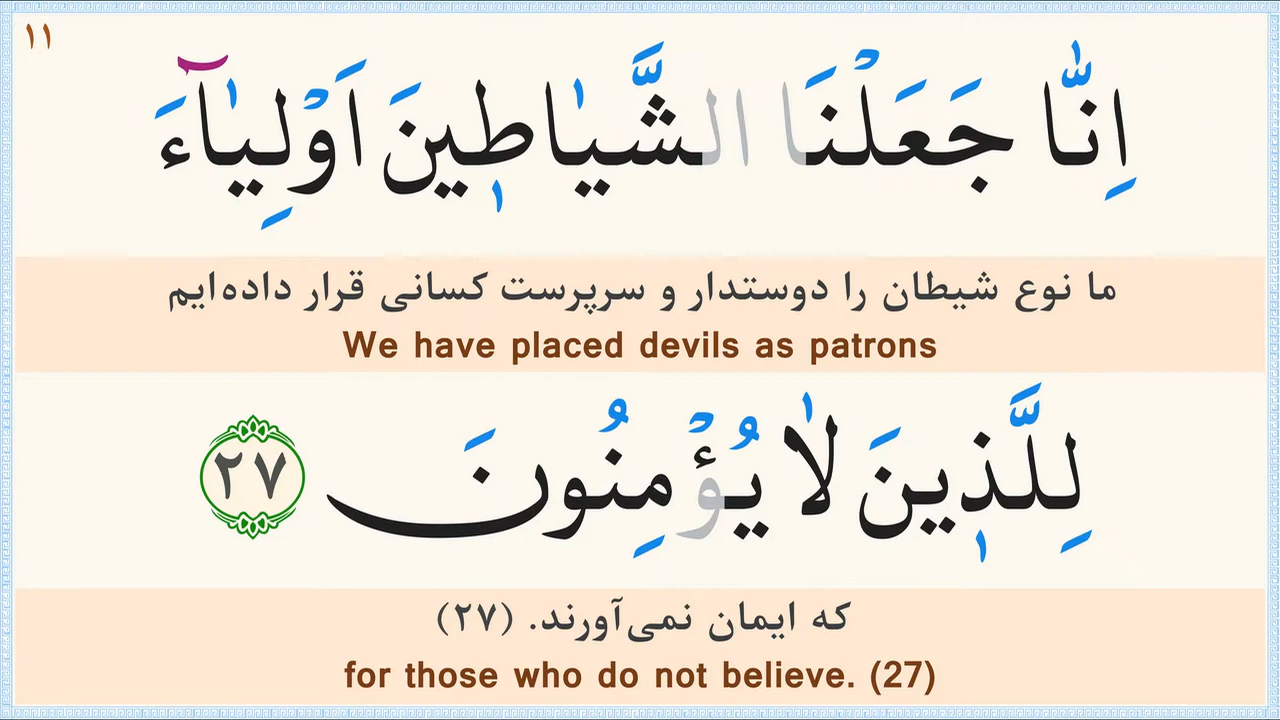 ۱۱
اِنّٰا جَعَلْنَا الشَّيٰاطٖينَ اَوْلِيٰٓاءَ
ما نوع شیطان را دوستدار و سرپرست کسانی قرار داده‌ایم
We have placed devils as patrons
لِلَّذٖينَ لاٰ يُؤْمِنُونَ ۲۷
که ایمان نمی‌آورند. (۲۷)
for those who do not believe. (27)